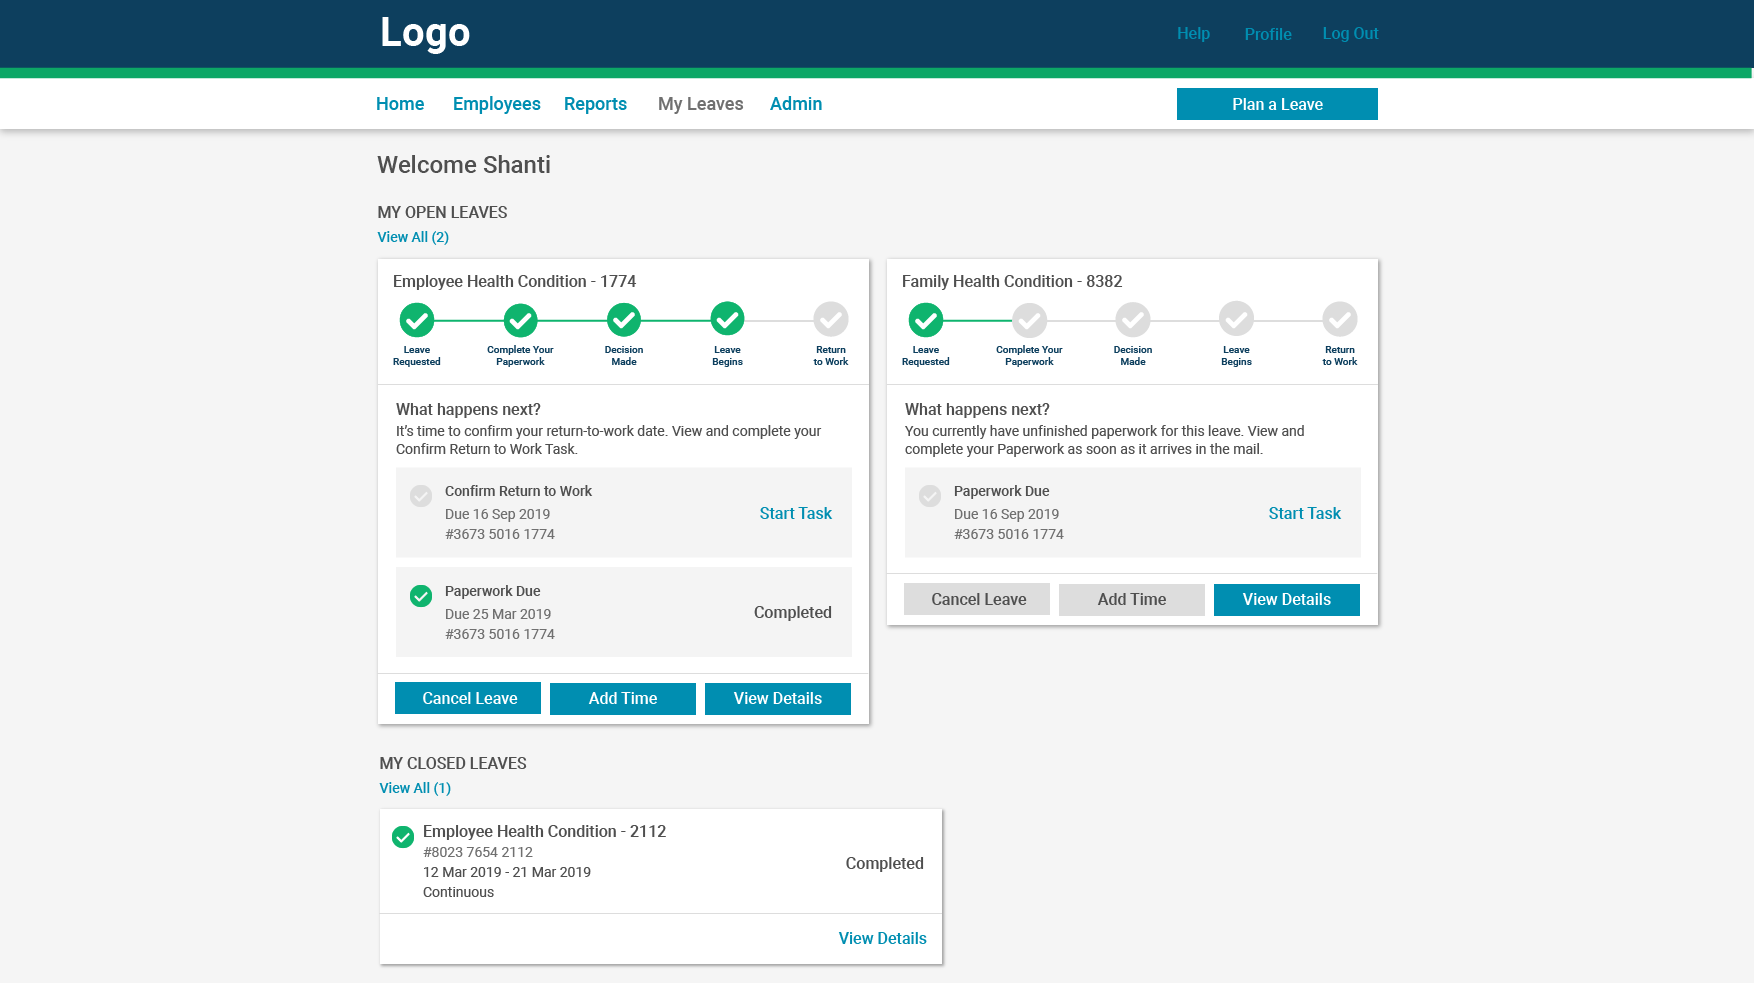 Logo
Help Profile Log Out
Home Employees Reports My Leaves Admin Plan a Leave
Welcome Shanti
MY OPEN LEAVES
View All (2)
Employee Health Condition - 1774
Leave Requested
Complete Your Paperwork
Decision Made
Leave Begins
Return to Work
What happens next?
It's time to confirm your return-to-work date. View and complete your
Confirm Return to Work Task.
Confirm Return to Work
Due 16 Sep 2019
#3673 5016 1774
Start Task
Paperwork Due
Due 25 Mar 2019
#3673 5016 1774
Completed
Cancel Leave Add Time View Details
Family Health Condition - 8382
Leave Requested
Complete Your Paperwork
Decision Made
Leave Begins
Return to Work
What happens next?
You currently have unfinished paperwork for this leave. View and
complete your Paperwork as soon as it arrives in the mail.
Paperwork Due
Due 16 Sep 2019
#3673 5016 1774
Start Task
Cancel Leave Add Time View Details
MY CLOSED LEAVES
View All (1)
Employee Health Condition - 2112
#8023 7654 2112
12 Mar 2019 - 21 Mar 2019
Continuous
Completed
View Details